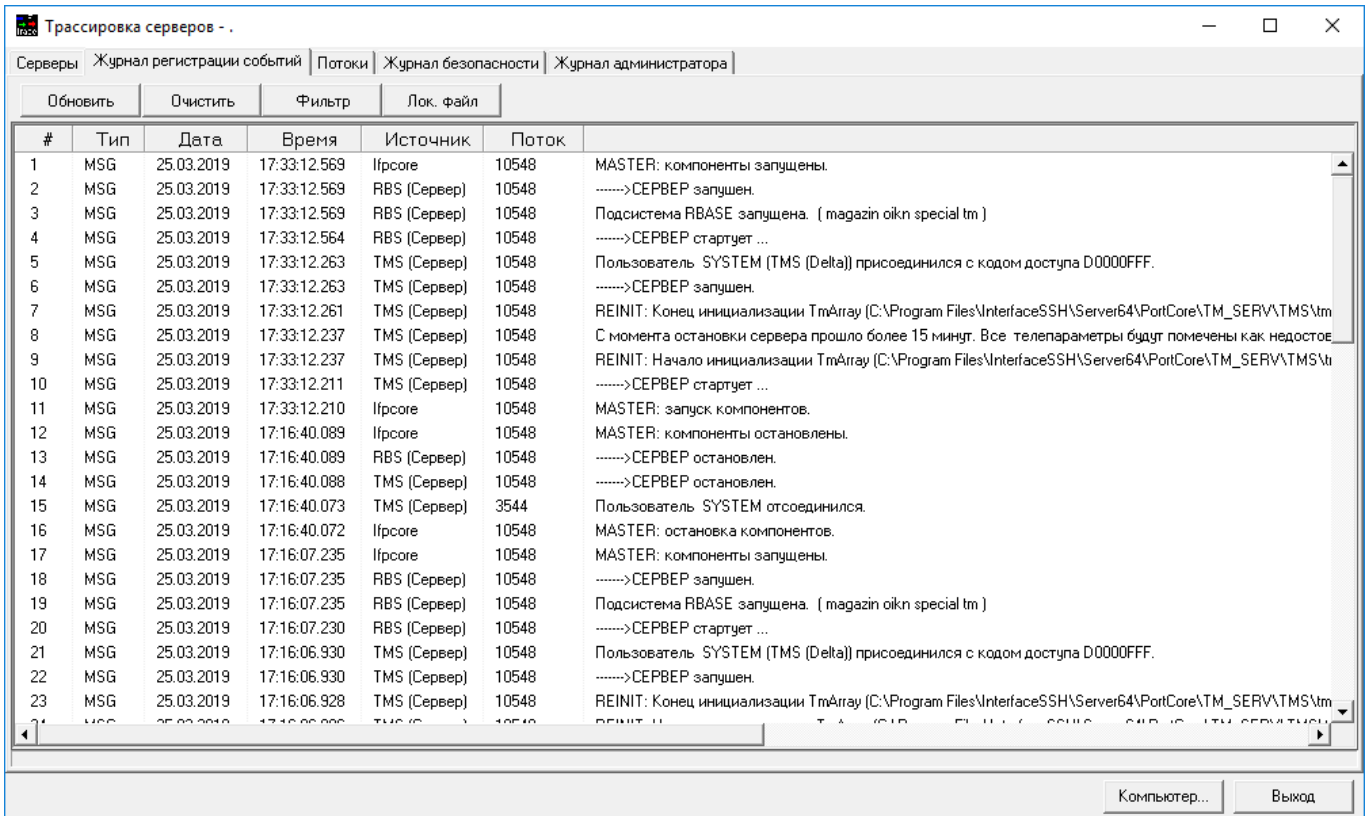 Трассировка серверов - .
Серверы Журнал регистрации событий Потоки Журнал безопасности Журнал администратора
Обновить Очистить Фильтр Лок. файл
# Тип Дата Время Источник Поток
1 MSG 25.03.2019 17:33:12.569 Ifpcore 10548 MASTER: компоненты запущены.
2 MSG 25.03.2019 17:33:12.569 RBS (Сервер) 10548 ------->СЕРВЕР запушен.
3 MSG 25.03.2019 17:33:12.569 RBS (Сервер) 10548 Подсистема RBASE запущена. ( magazin oikn special tm )
4 MSG 25.03.2019 17:33:12.564 RBS (Сервер) 10548 ------->СЕРВЕР стартует ...
5 MSG 25.03.2019 17:33:12.263 TMS (Сервер) 10548 Пользователь SYSTEM (TMS (Delta)) присоединился с кодом доступа D0000FFF.
6 MSG 25.03.2019 17:33:12.263 TMS (Сервер) 10548 ------->СЕРВЕР запушен.
7 MSG 25.03.2019 17:33:12.261 TMS (Сервер) 10548 REINIT: Конец инициализации TmArray (C:\Program Files\InterfaceSSH\Server64\PortCore\TM_SERV\TMS\tm
8 MSG 25.03.2019 17:33:12.237 TMS (Сервер) 10548 С момента остановки сервера прошло более 15 минут. Все телепараметры будут помечены как недостов
9 MSG 25.03.2019 17:33:12.237 TMS (Сервер) 10548 REINIT: Начало инициализации TmArray (C:\Program Files\InterfaceSSH\Server64\PortCore\TM_SERV\TMS\tr
10 MSG 25.03.2019 17:33:12.211 TMS (Сервер) 10548 ------->СЕРВЕР стартует ...
11 MSG 25.03.2019 17:33:12.210 Ifpcore 10548 MASTER: запуск компонентов.
12 MSG 25.03.2019 17:16:40.089 Ifpcore 10548 MASTER: компоненты остановлены.
13 MSG 25.03.2019 17:16:40.089 RBS (Сервер) 10548 ------->СЕРВЕР остановлен.
14 MSG 25.03.2019 17:16:40.088 TMS (Сервер) 10548 ------->СЕРВЕР остановлен.
15 MSG 25.03.2019 17:16:40.073 TMS (Сервер) 3544 Пользователь SYSTEM отсоединился.
16 MSG 25.03.2019 17:16:40.072 Ifpcore 10548 MASTER: остановка компонентов.
17 MSG 25.03.2019 17:16:07.235 Ifpcore 10548 MASTER: компоненты запущены.
18 MSG 25.03.2019 17:16:07.235 RBS (Сервер) 10548 ------->СЕРВЕР запушен.
19 MSG 25.03.2019 17:16:07.235 RBS (Сервер) 10548 Подсистема RBASE запущена. ( magazin oikn special tm )
20 MSG 25.03.2019 17:16:07.230 RBS (Сервер) 10548 ------->СЕРВЕР стартует ...
21 MSG 25.03.2019 17:16:06.930 TMS (Сервер) 10548 Пользователь SYSTEM (TMS (Delta)) присоединился с кодом доступа D0000FFF.
22 MSG 25.03.2019 17:16:06.930 TMS (Сервер) 10548 ------->СЕРВЕР запушен.
23 MSG 25.03.2019 17:16:06.928 TMS (Сервер) 10548 REINIT: Конец инициализации TmArray (C:\Program Files\InterfaceSSH\Server64\PortCore\TM_SERV\TMS\tm
Компьютер... Выход